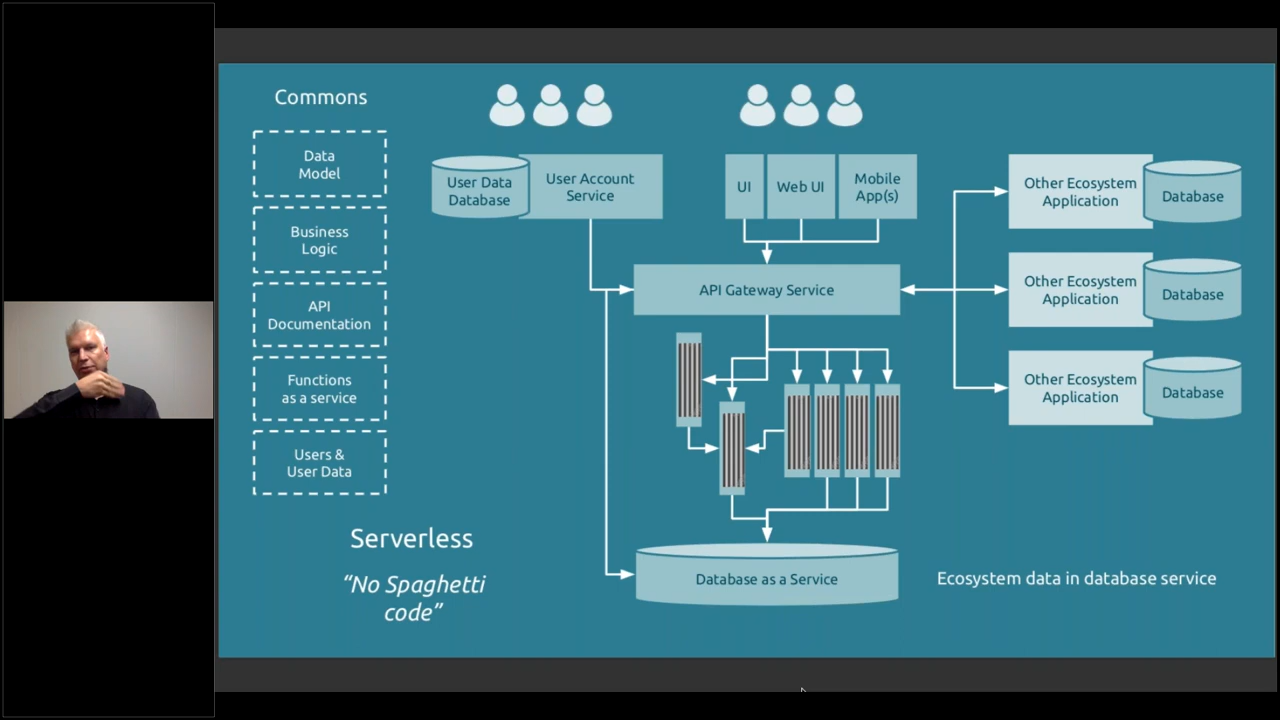 Commons
Data
Model
Business
Logic
API
Documentation
Functions
as a service
Users &
User Data
Serverless
“No Spaghetti
code”
User Data
Database
User Account
Service
UI
Web UI
Mobile
App(s)
API Gateway Service
Database as a Service
Other Ecosystem
Application
Database
Other Ecosystem
Application
Database
Other Ecosystem
Application
Database
Ecosystem data in database service